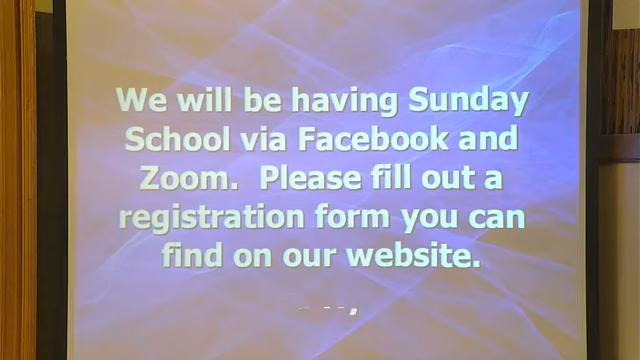 We will be having Sunday
School via Facebook and
Zoom.  Please fill out a
registration form you can
find on our website.